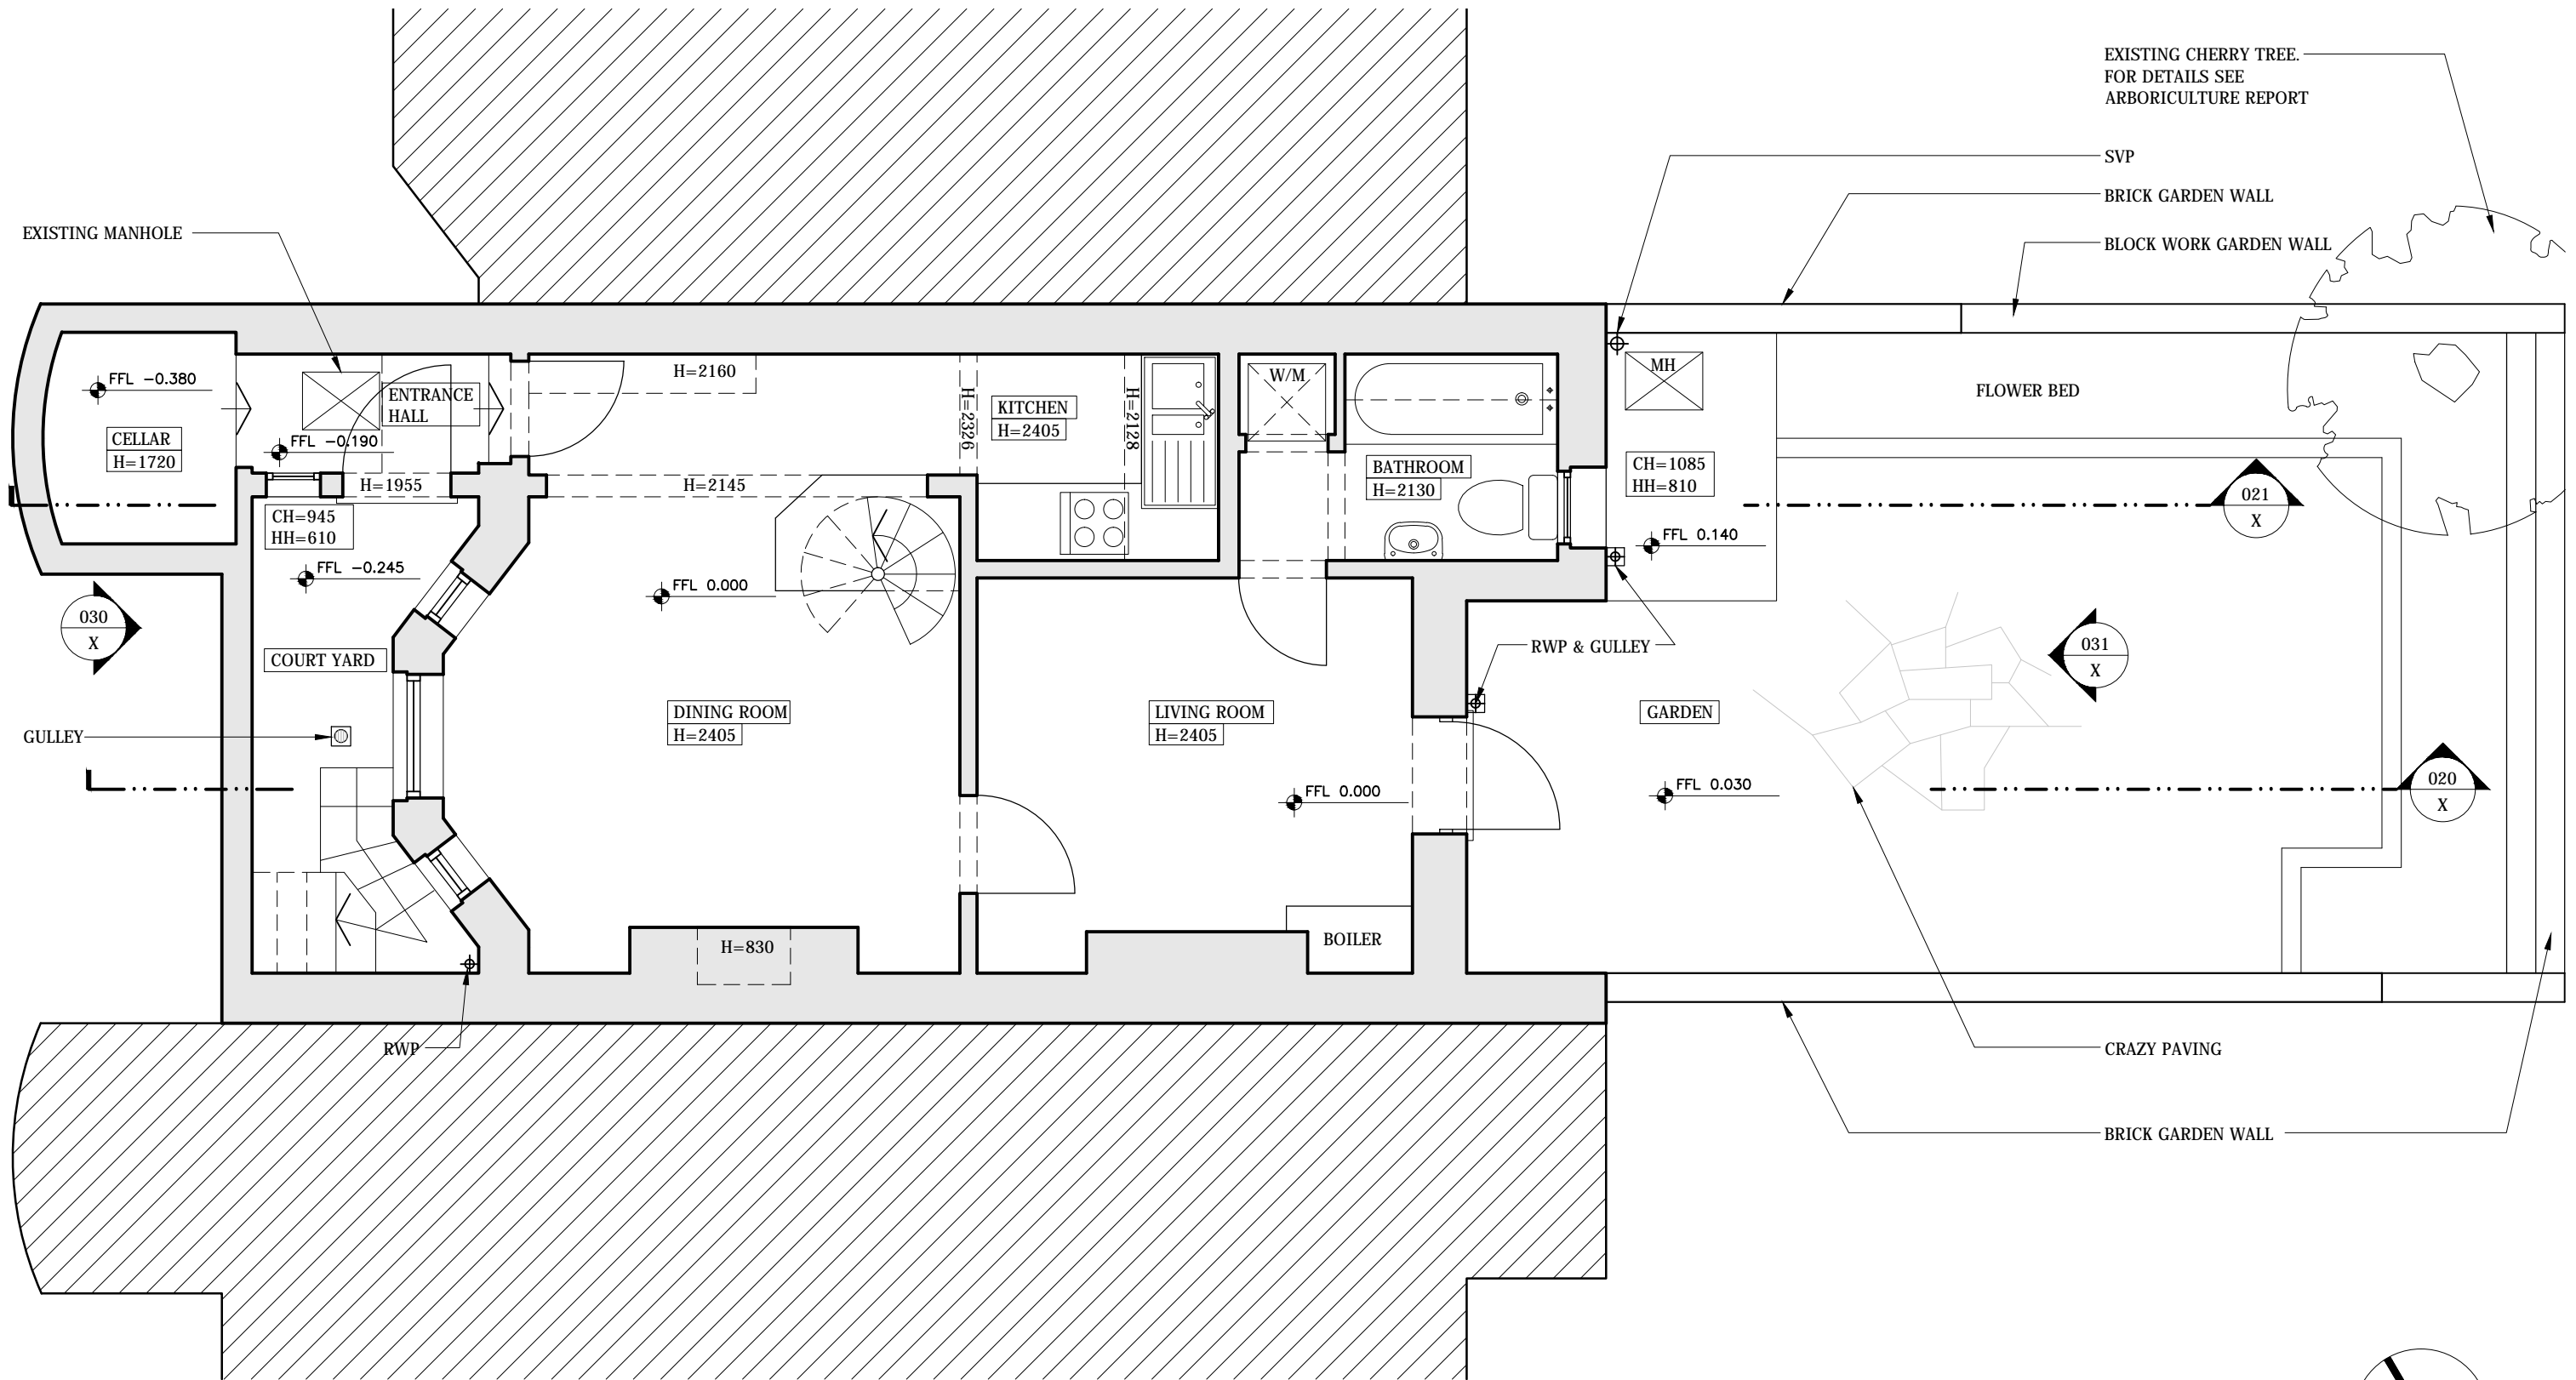 EXISTING CHERRY TREE.
FOR DETAILS SEE
ARBORICULTURE REPORT
SVP
BRICK GARDEN WALL
BLOCK WORK GARDEN WALL
EXISTING MANHOLE
FFL -0.380
CELLAR
H=1720
ENTRANCE
HALL
FFL -0.190
H=1955
CH=945
HH=610
FFL -0.245
H=2160
H=2145
H=2326
KITCHEN
H=2405
H=2128
W/M
BATHROOM
H=2130
MH
FLOWER BED
CH=1085
HH=810
FFL 0.140
021
X
030
X
COURT YARD
GULLEY
FFL 0.000
DINING ROOM
H=2405
LIVING ROOM
H=2405
FFL 0.000
RWP & GULLEY
GARDEN
FFL 0.030
031
X
020
X
H=830
BOILER
RWP
CRAZY PAVING
BRICK GARDEN WALL